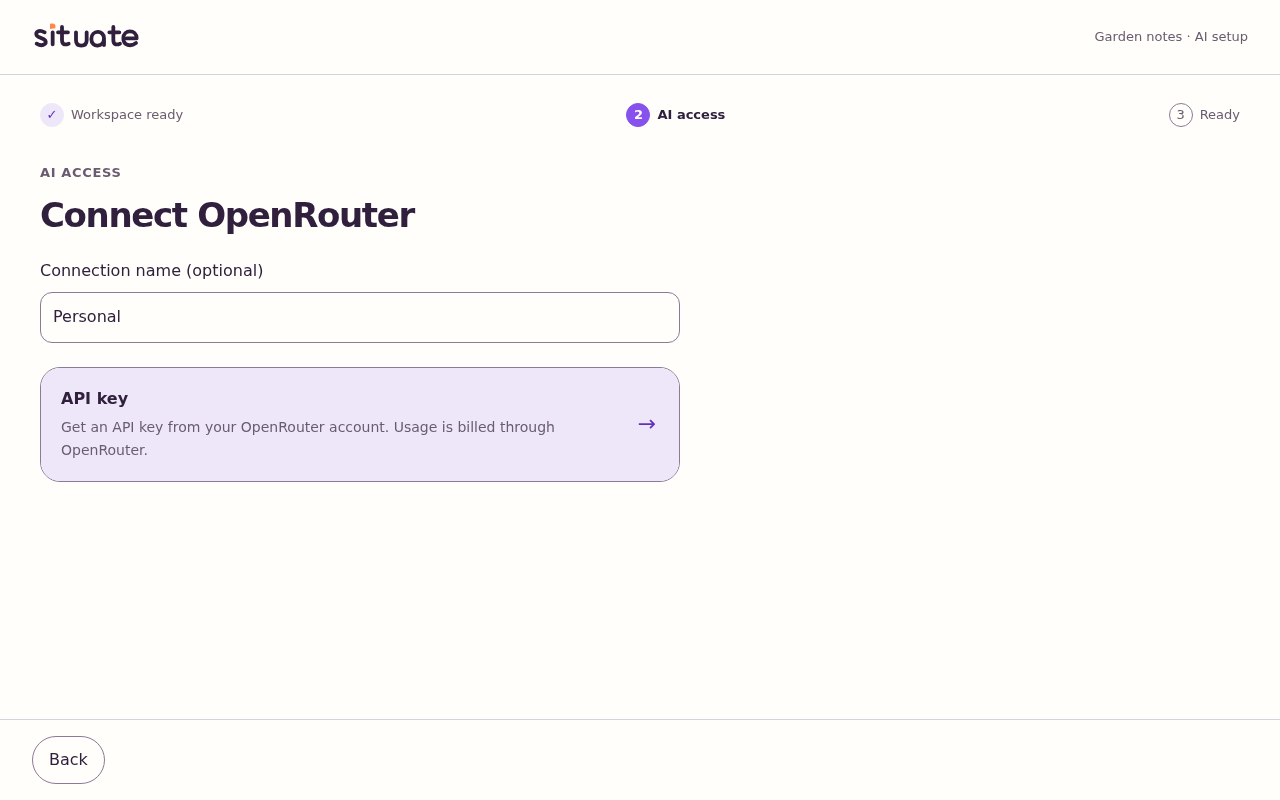 situate
Garden notes · AI setup
✓ Workspace ready
2 AI access
3 Ready
AI ACCESS
Connect OpenRouter
Connection name (optional)
Personal
API key
Get an API key from your OpenRouter account. Usage is billed through
OpenRouter.
→
Back